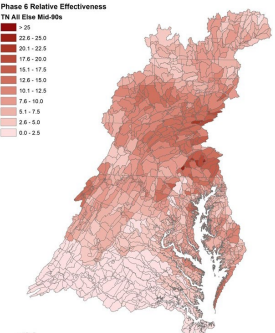 Phase 6 Relative Effectiveness
TN All Else Mid-90s
> 25
22.6 - 25.0
20.1 - 22.5
17.6 - 20.0
15.1 - 17.5
12.6 - 15.0
10.1 - 12.5
7.6 - 10.0
5.1 - 7.5
2.6 - 5.0
0.0 - 2.5